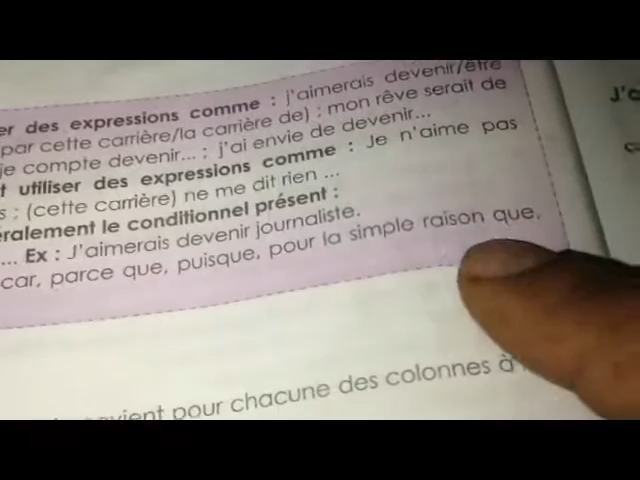 er des expressions comme : j'aimerais devenir/être
par cette carrière/la carrière de) ; mon rêve serait de
je compte devenir... ; j'ai envie de devenir...
t utiliser des expressions comme : Je n'aime pas
s ; (cette carrière) ne me dit rien ...
éralement le conditionnel présent :
... Ex : J'aimerais devenir journaliste.
car, parce que, puisque, pour la simple raison que,
vient pour chacune des colonnes à
J'c